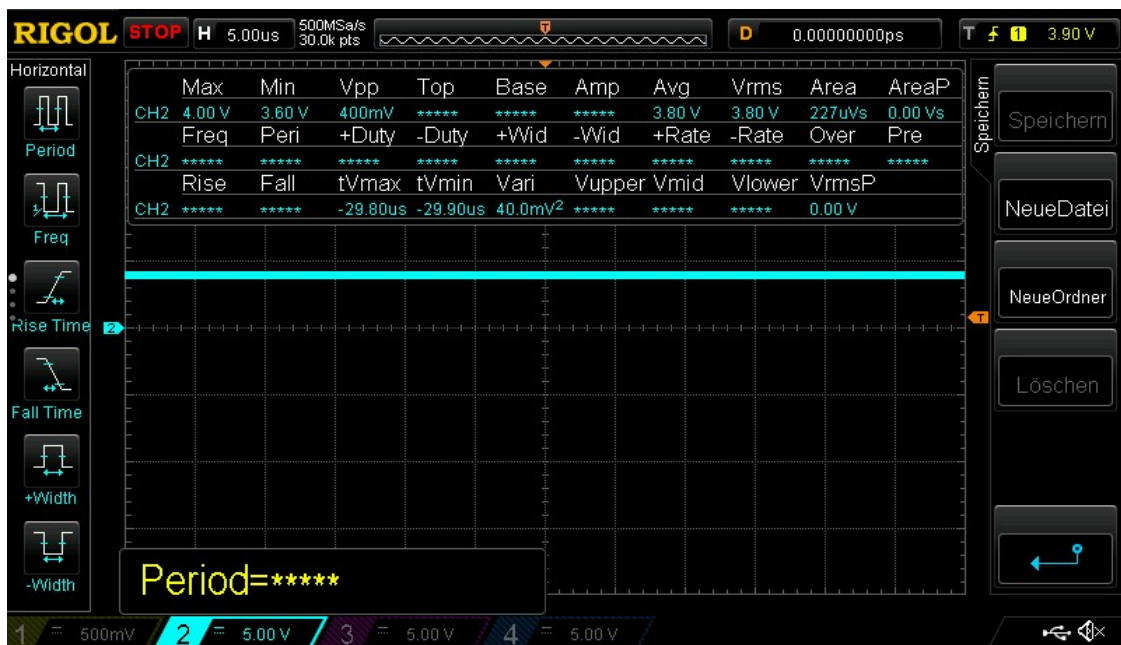 RIGOL STOP H 5.00us 500MSa/s 30.0k pts T D 0.00000000ps T 1 3.90 V
Horizontal
Max Min Vpp Top Base Amp Avg Vrms Area AreaP
CH2 4.00 V 3.60 V 400mV ***** ***** ***** 3.80 V 3.80 V 227uVs 0.00 Vs
Freq Peri +Duty -Duty +Wid -Wid +Rate -Rate Over Pre
CH2 ***** ***** ***** ***** ***** ***** ***** ***** ***** *****
Rise Fall tVmax tVmin Vari Vupper Vmid Vlower VrmsP
CH2 ***** ***** -29.80us -29.90us 40.0mV² ***** ***** ***** 0.00 V
Period
Freq
Rise Time
Fall Time
+Width
-Width
2
T
Speichern
Speichern
NeueDatei
NeueOrdner
Löschen
Period=*****
1 500mV 2 5.00 V 3 5.00 V 4 5.00 V